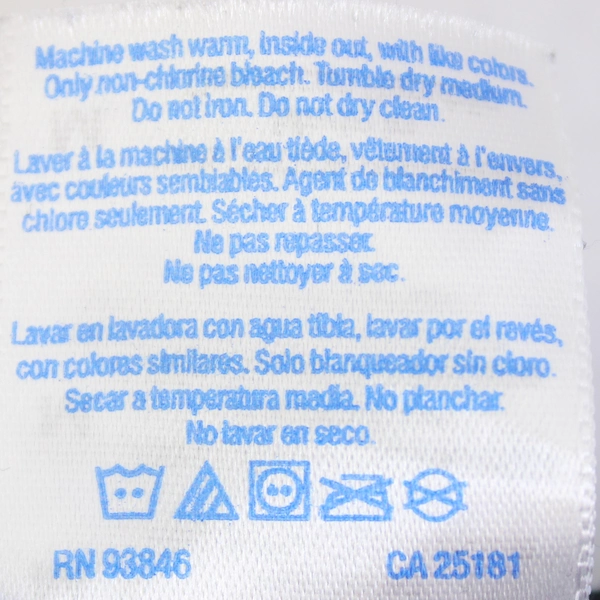 Machine wash warm, inside out, with like colors.
Only non-chlorine bleach. Tumble dry medium.
Do not iron. Do not dry clean.
Laver à la machine à l'eau tiède, vêtement à l'envers,
avec couleurs semblables. Agent de blanchiment sans
chlore seulement. Sécher à température moyenne.
Ne pas repasser.
Ne pas nettoyer à sec.
Lavar en lavadora con agua tibia, lavar por el revés,
con colores similares. Solo blanqueador sin cloro.
Secar a temperatura media. No planchar.
No lavar en seco.
RN 93846 CA 25181